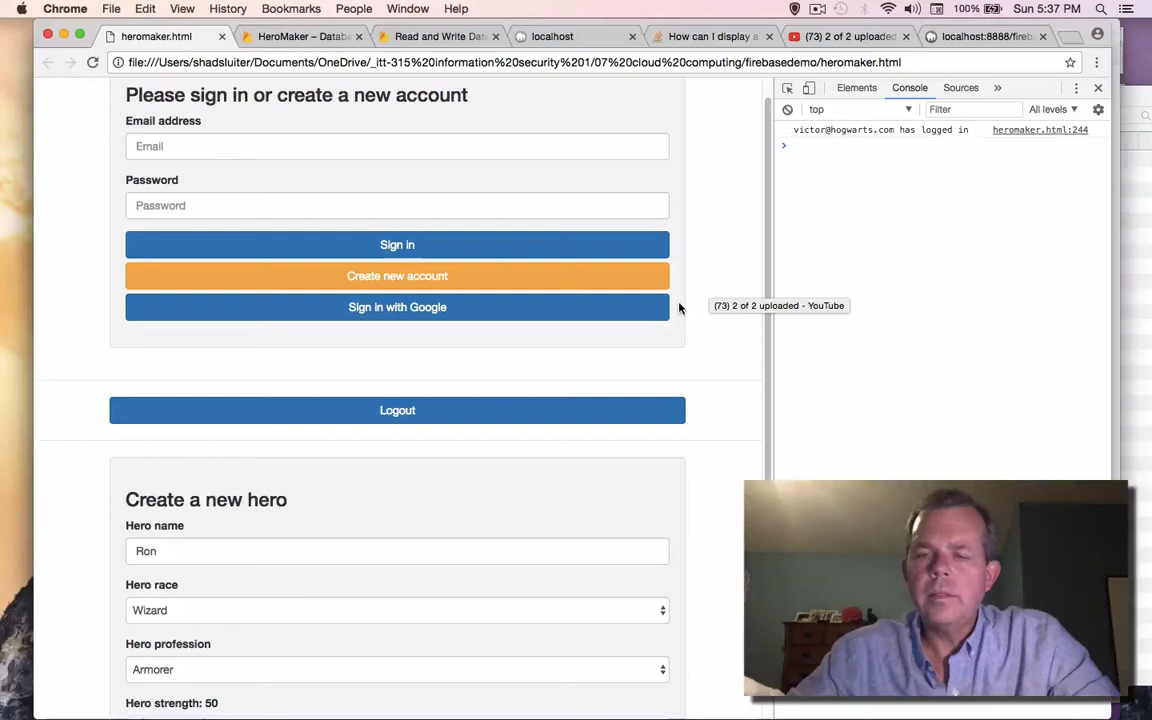 Chrome File Edit View History Bookmarks People Window Help 100% Sun 5:37 PM
heromaker.html HeroMaker – Databa Read and Write Data localhost How can I display a (73) 2 of 2 uploaded localhost:8888/fireb
file:///Users/shadsluiter/Documents/OneDrive/_itt-315%20information%20security%201/07%20cloud%20computing/firebasedemo/heromaker.html
Elements Console Sources »
top Filter All levels
victor@hogwarts.com has logged in heromaker.html:244
Please sign in or create a new account
Email address
Email
Password
Password
Sign in
Create new account
Sign in with Google
(73) 2 of 2 uploaded - YouTube
Logout
Create a new hero
Hero name
Ron
Hero race
Wizard
Hero profession
Armorer
Hero strength: 50